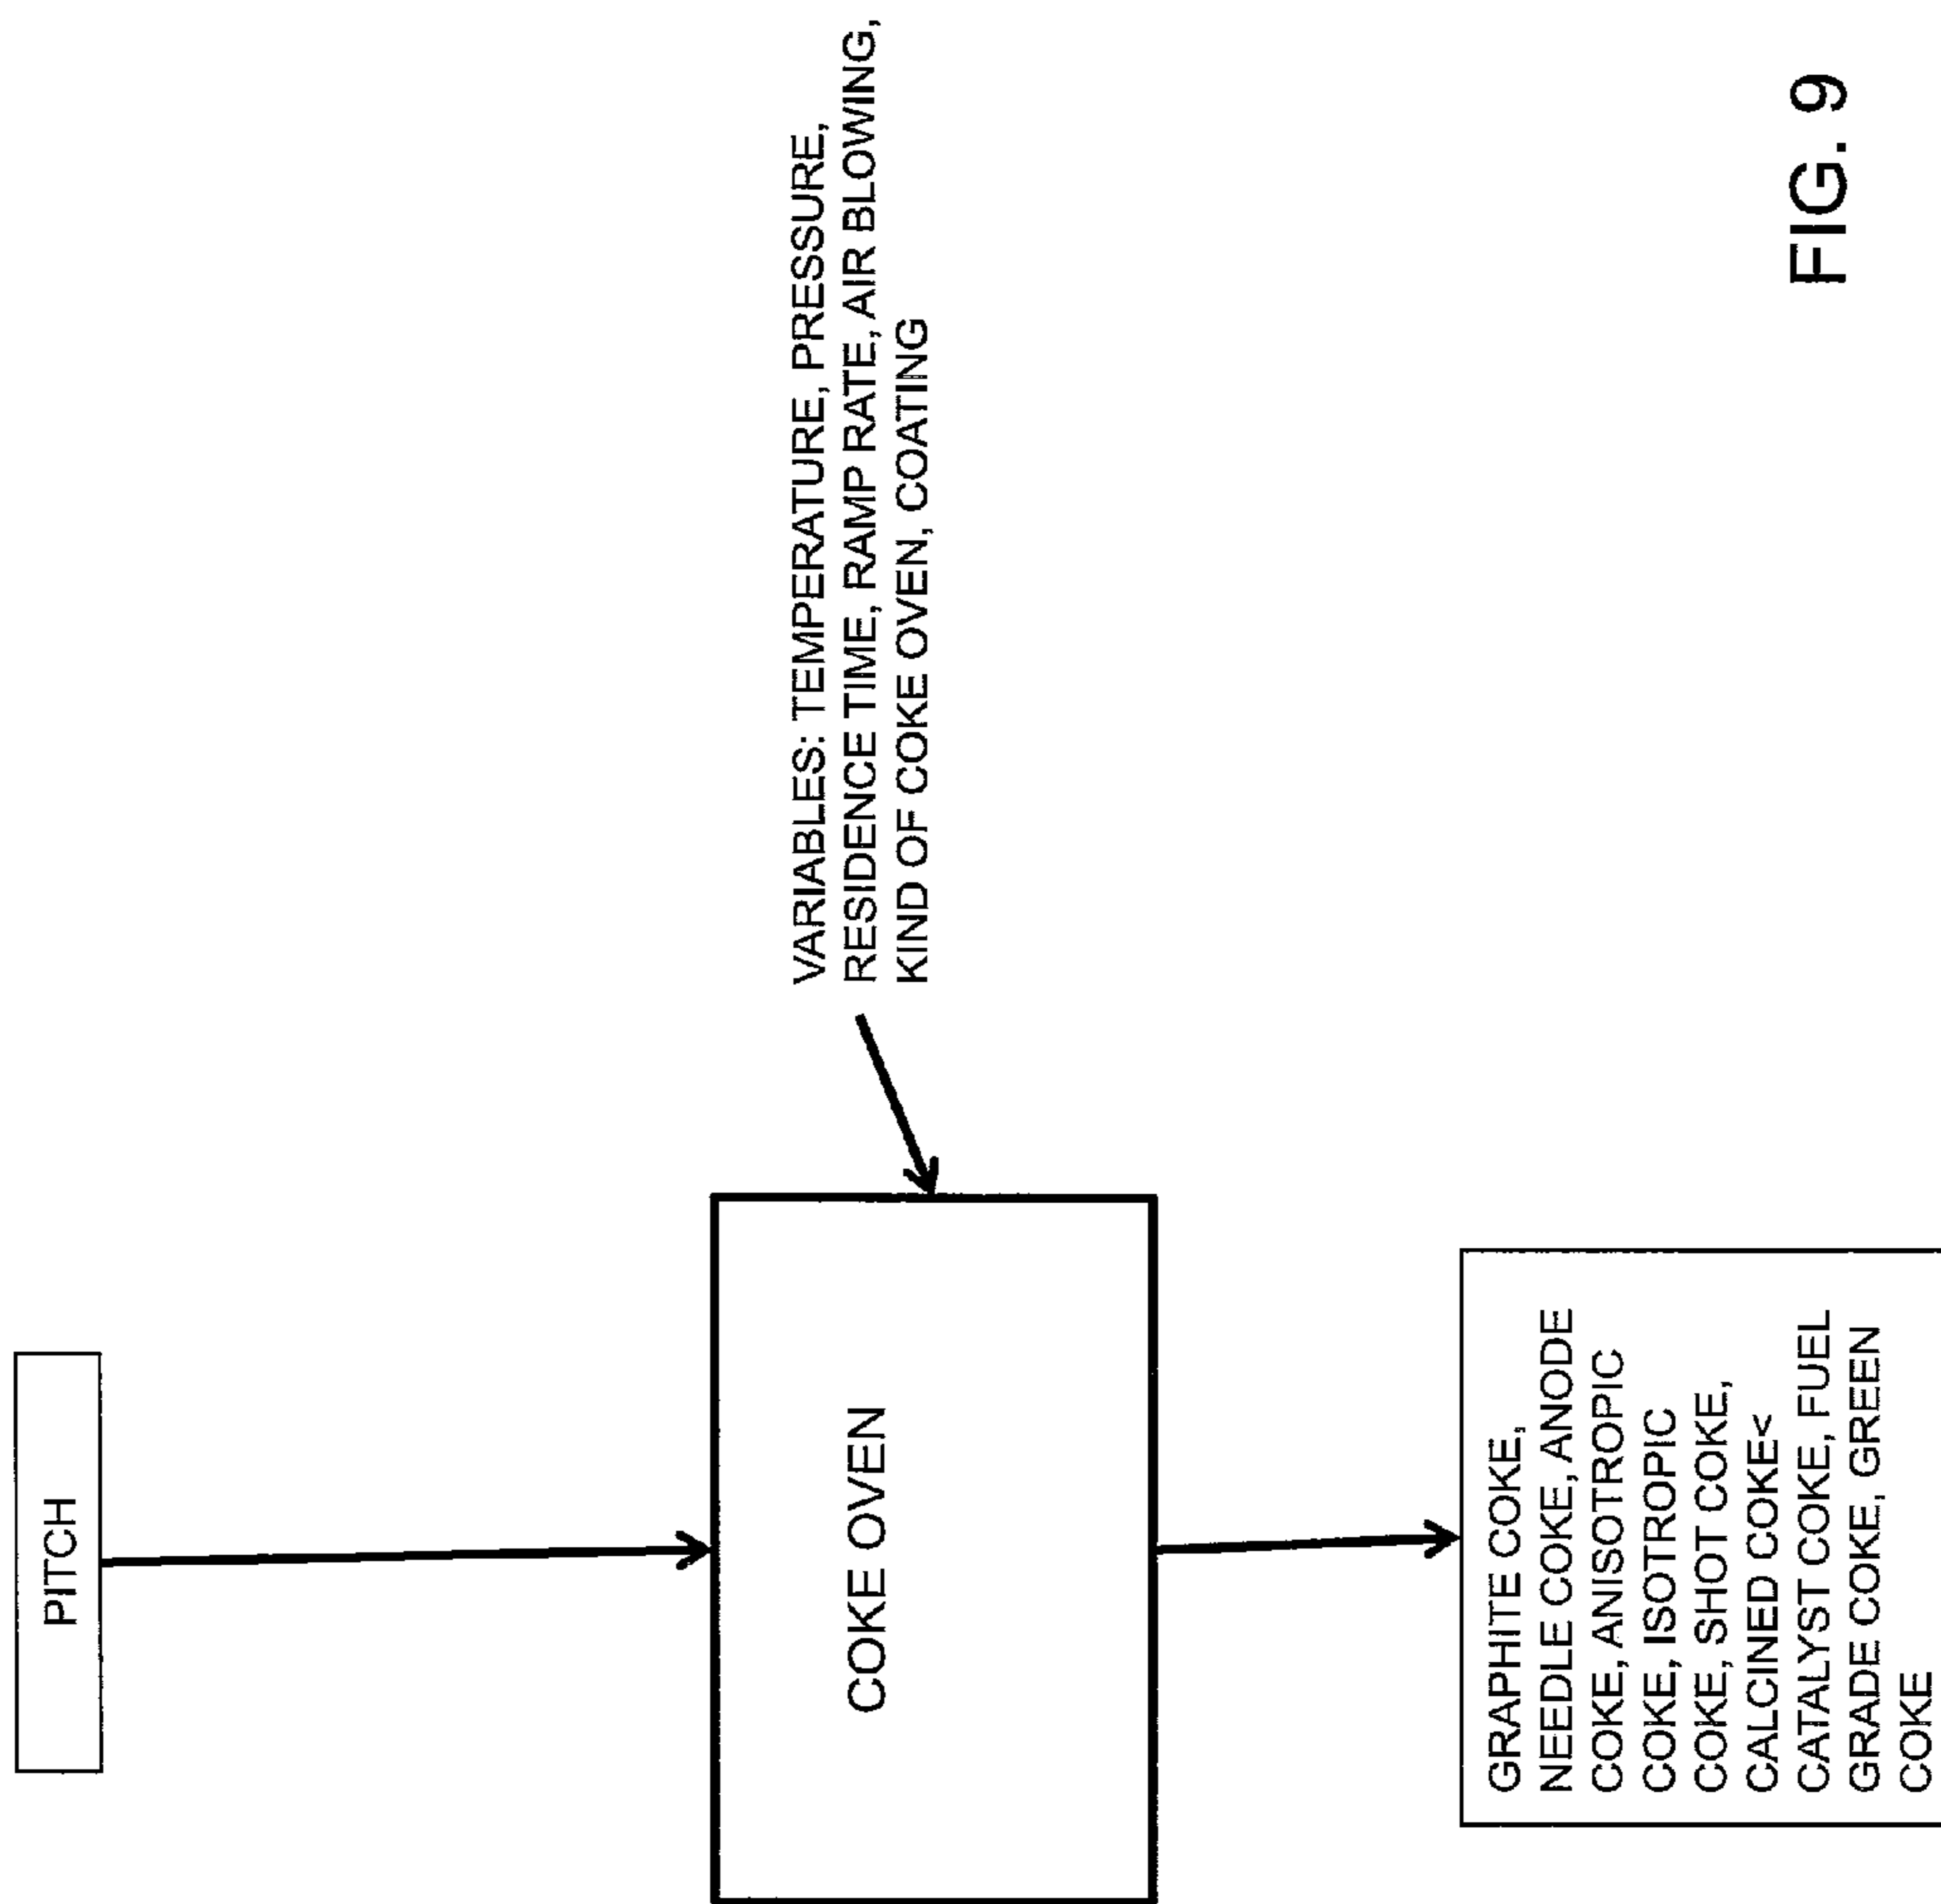 PITCH
COKE OVEN
VARIABLES: TEMPERATURE, PRESSURE,
RESIDENCE TIME, RAMP RATE, AIR BLOWING,
KIND OF COKE OVEN, COATING
GRAPHITE COKE,
NEEDLE COKE, ANODE
COKE, ANISOTROPIC
COKE, ISOTROPIC
COKE, SHOT COKE,
CALCINED COKE<
CATALYST COKE, FUEL
GRADE COKE, GREEN
COKE
FIG. 9